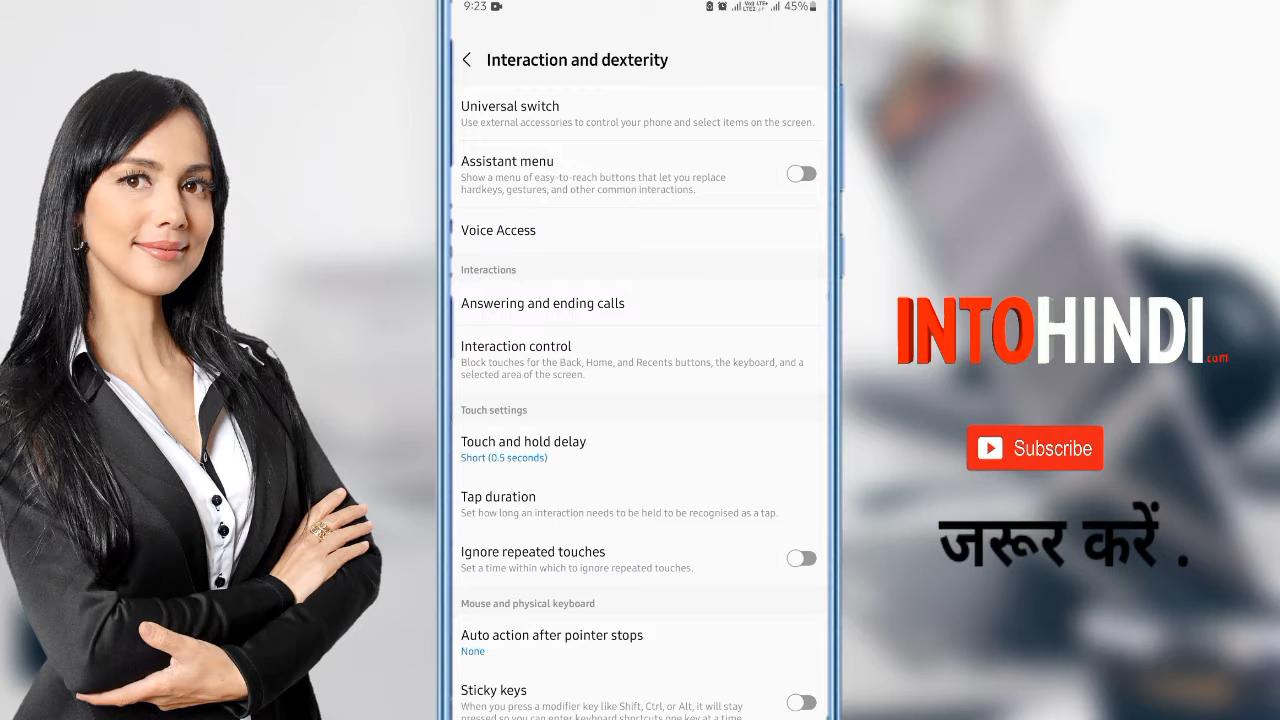 9:23
Vo)) LTE+
LTE2
45%
Interaction and dexterity
Universal switch
Use external accessories to control your phone and select items on the screen.
Assistant menu
Show a menu of easy-to-reach buttons that let you replace
hardkeys, gestures, and other common interactions.
Voice Access
Interactions
Answering and ending calls
Interaction control
Block touches for the Back, Home, and Recents buttons, the keyboard, and a
selected area of the screen.
Touch settings
Touch and hold delay
Short (0.5 seconds)
Tap duration
Set how long an interaction needs to be held to be recognised as a tap.
Ignore repeated touches
Set a time within which to ignore repeated touches.
Mouse and physical keyboard
Auto action after pointer stops
None
Sticky keys
When you press a modifier key like Shift, Ctrl, or Alt, it will stay
pressed so you can enter keyboard shortcuts one key at a time.
INTOHINDI.com
Subscribe
जरूर करें .